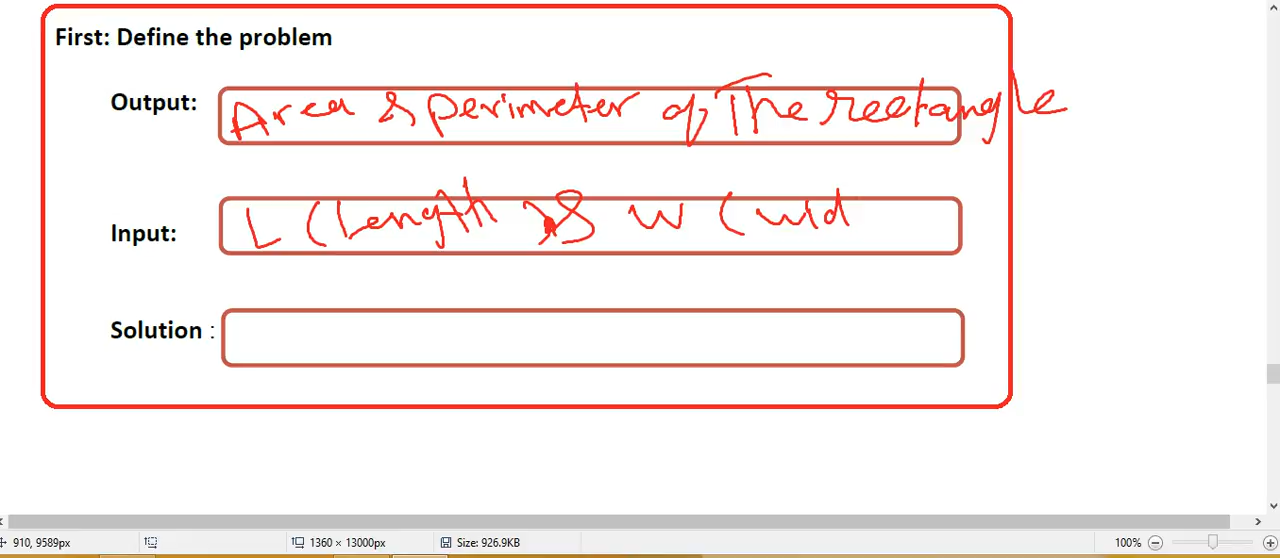 First: Define the problem
Output: Area & perimeter of The rectangle
Input: L (length) & W (wid
Solution :
910, 9589px 1360 × 13000px Size: 926.9KB 100%